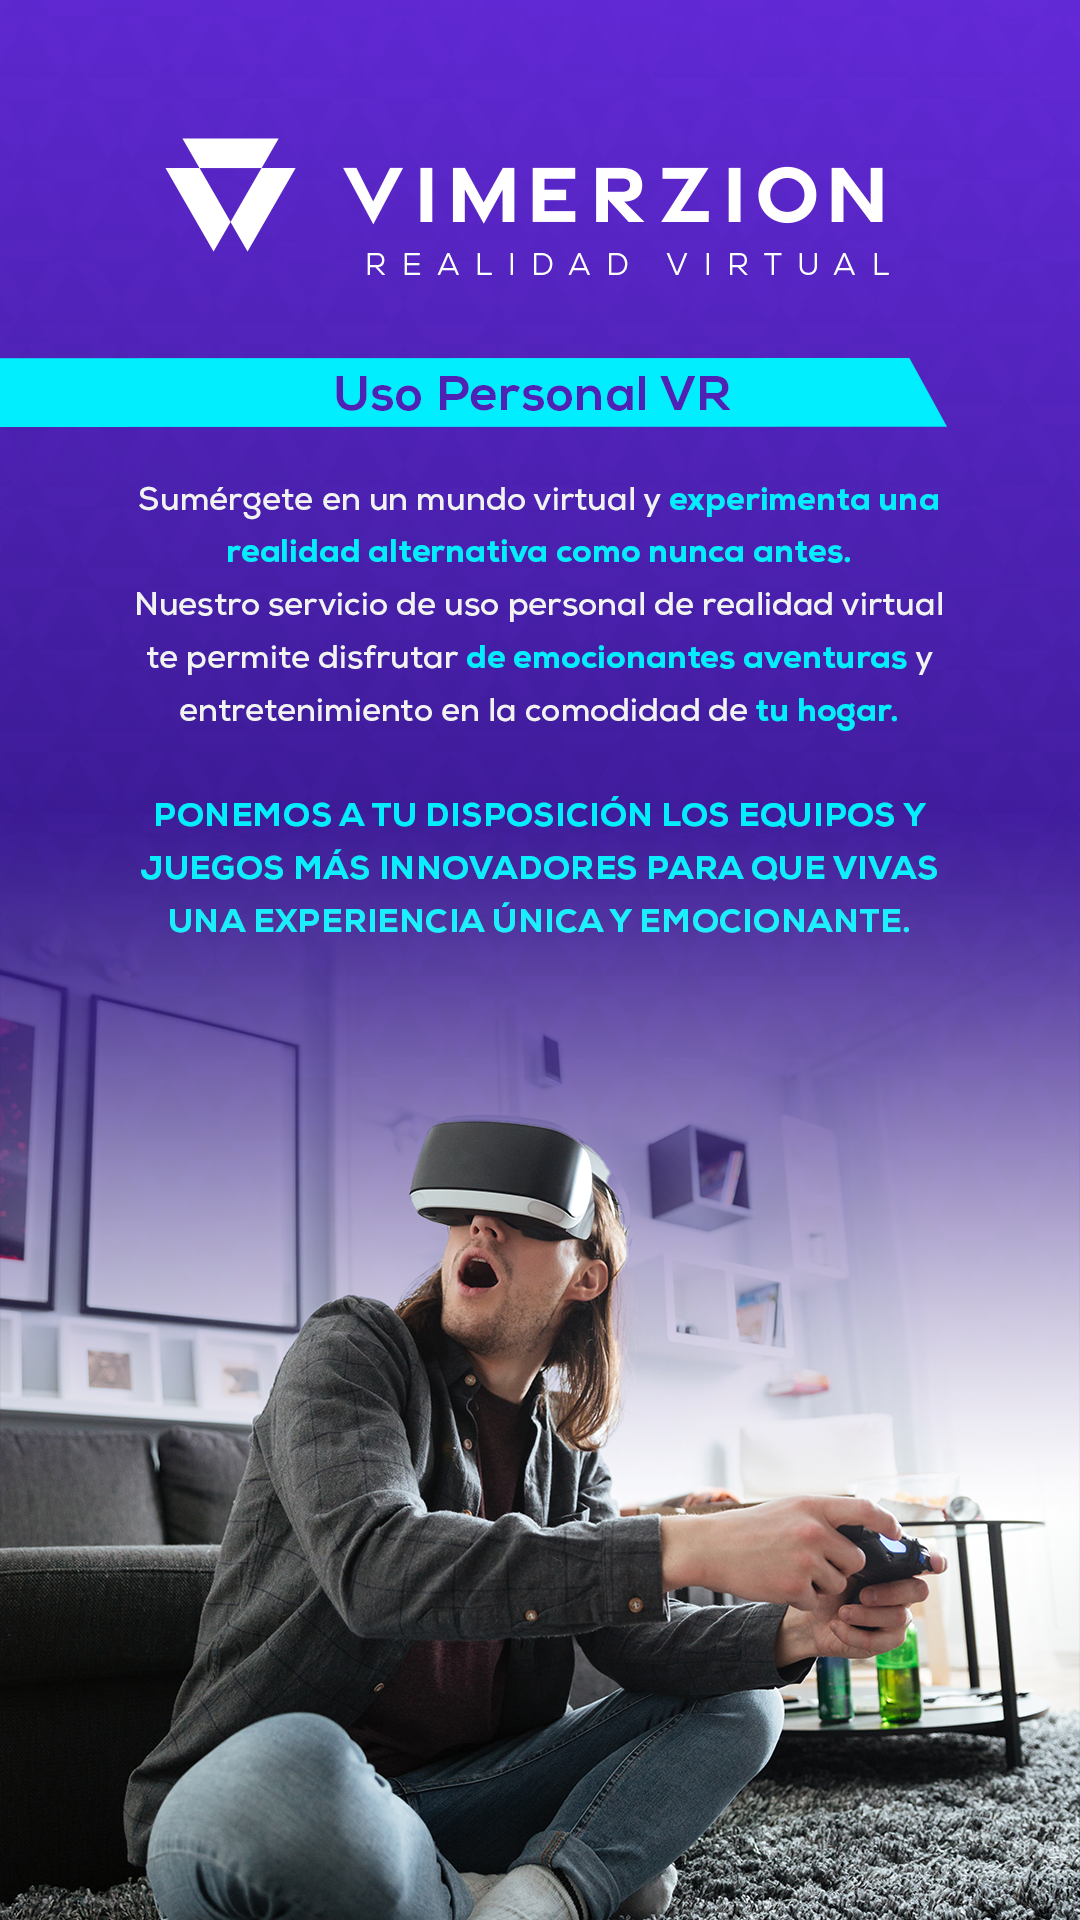 VIMERZION
REALIDAD VIRTUAL
Uso Personal VR
Sumérgete en un mundo virtual y experimenta una
realidad alternativa como nunca antes.
Nuestro servicio de uso personal de realidad virtual
te permite disfrutar de emocionantes aventuras y
entretenimiento en la comodidad de tu hogar.
PONEMOS A TU DISPOSICIÓN LOS EQUIPOS Y
JUEGOS MÁS INNOVADORES PARA QUE VIVAS
UNA EXPERIENCIA ÚNICA Y EMOCIONANTE.